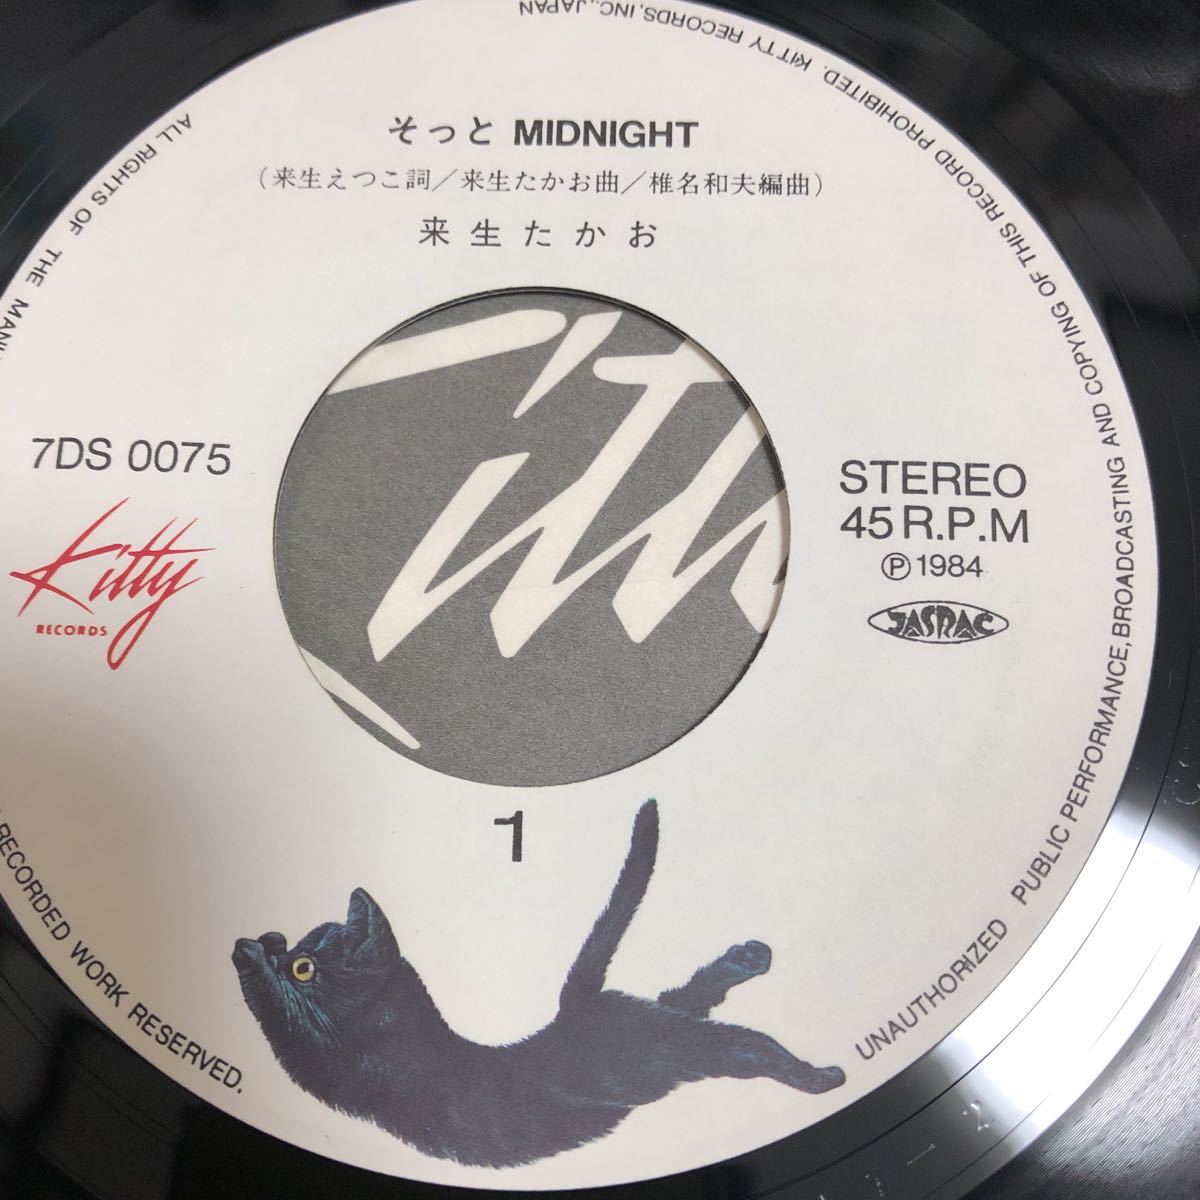 そっと MIDNIGHT
(来生えつこ詞/来生たかお曲/椎名和夫編曲)
来生たかお
7DS 0075
Kitty
RECORDS
STEREO
45 R.P.M
Ⓟ 1984
JASRAC
1
ALL RIGHTS OF THE
RECORDED WORK RESERVED.
UNAUTHORIZED PUBLIC PERFORMANCE, BROADCASTING AND COPYING OF THIS RECORD PROHIBITED. KITTY RECORDS, INC., JAPAN